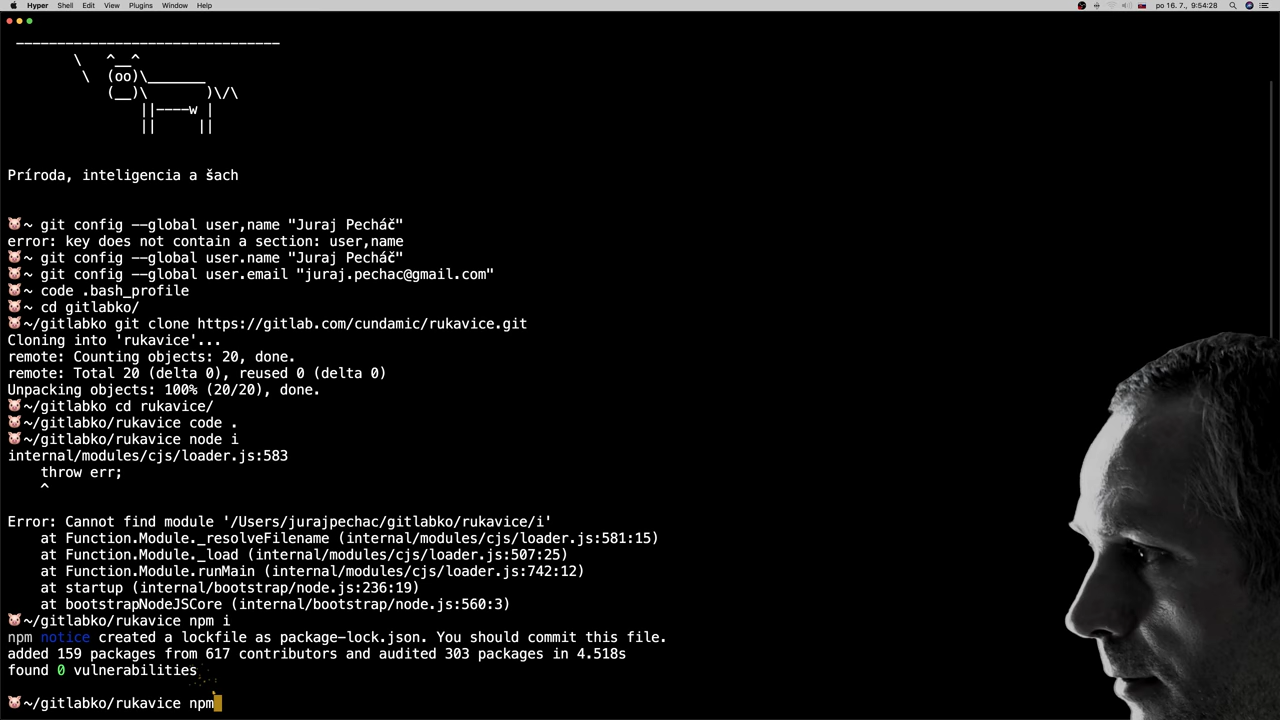 Hyper Shell Edit View Plugins Window Help po 16. 7., 9:54:28
--------------------------------
\   ^__^
\  (oo)\_______
(__)\       )\/\
||----w |
||     ||
Príroda, inteligencia a šach
~ git config --global user,name "Juraj Pecháč"
error: key does not contain a section: user,name
~ git config --global user.name "Juraj Pecháč"
~ git config --global user.email "juraj.pechac@gmail.com"
~ code .bash_profile
~ cd gitlabko/
~/gitlabko git clone https://gitlab.com/cundamic/rukavice.git
Cloning into 'rukavice'...
remote: Counting objects: 20, done.
remote: Total 20 (delta 0), reused 0 (delta 0)
Unpacking objects: 100% (20/20), done.
~/gitlabko cd rukavice/
~/gitlabko/rukavice code .
~/gitlabko/rukavice node i
internal/modules/cjs/loader.js:583
throw err;
^
Error: Cannot find module '/Users/jurajpechac/gitlabko/rukavice/i'
at Function.Module._resolveFilename (internal/modules/cjs/loader.js:581:15)
at Function.Module._load (internal/modules/cjs/loader.js:507:25)
at Function.Module.runMain (internal/modules/cjs/loader.js:742:12)
at startup (internal/bootstrap/node.js:236:19)
at bootstrapNodeJSCore (internal/bootstrap/node.js:560:3)
~/gitlabko/rukavice npm i
npm notice created a lockfile as package-lock.json. You should commit this file.
added 159 packages from 617 contributors and audited 303 packages in 4.518s
found 0 vulnerabilities
~/gitlabko/rukavice npm